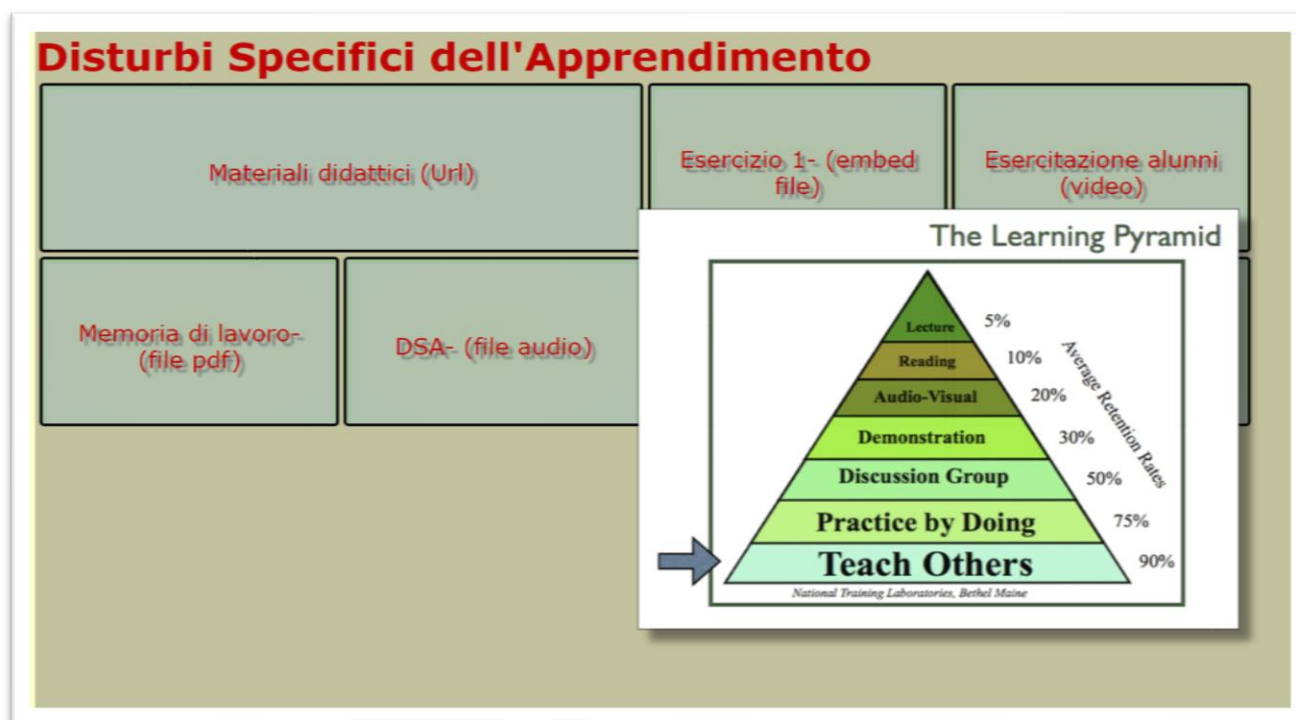 Disturbi Specifici dell'Apprendimento
Materiali didattici (Url)
Esercizio 1- (embed
file)
Esercitazione alunni
(video)
Memoria di lavoro-
(file pdf)
DSA- (file audio)
The Learning Pyramid
Lecture 5%
Reading 10%
Audio-Visual 20%
Demonstration 30%
Discussion Group 50%
Practice by Doing 75%
Teach Others 90%
Average Retention Rates
National Training Laboratories, Bethel Maine